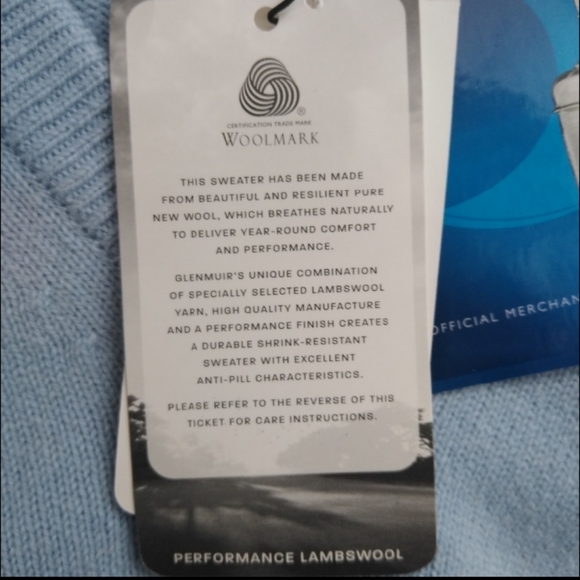 ®
CERTIFICATION TRADE MARK
WOOLMARK
THIS SWEATER HAS BEEN MADE
FROM BEAUTIFUL AND RESILIENT PURE
NEW WOOL, WHICH BREATHES NATURALLY
TO DELIVER YEAR-ROUND COMFORT
AND PERFORMANCE.
GLENMUIR'S UNIQUE COMBINATION
OF SPECIALLY SELECTED LAMBSWOOL
YARN, HIGH QUALITY MANUFACTURE
AND A PERFORMANCE FINISH CREATES
A DURABLE SHRINK-RESISTANT
SWEATER WITH EXCELLENT
ANTI-PILL CHARACTERISTICS.
PLEASE REFER TO THE REVERSE OF THIS
TICKET FOR CARE INSTRUCTIONS.
PERFORMANCE LAMBSWOOL
OFFICIAL MERCHAN